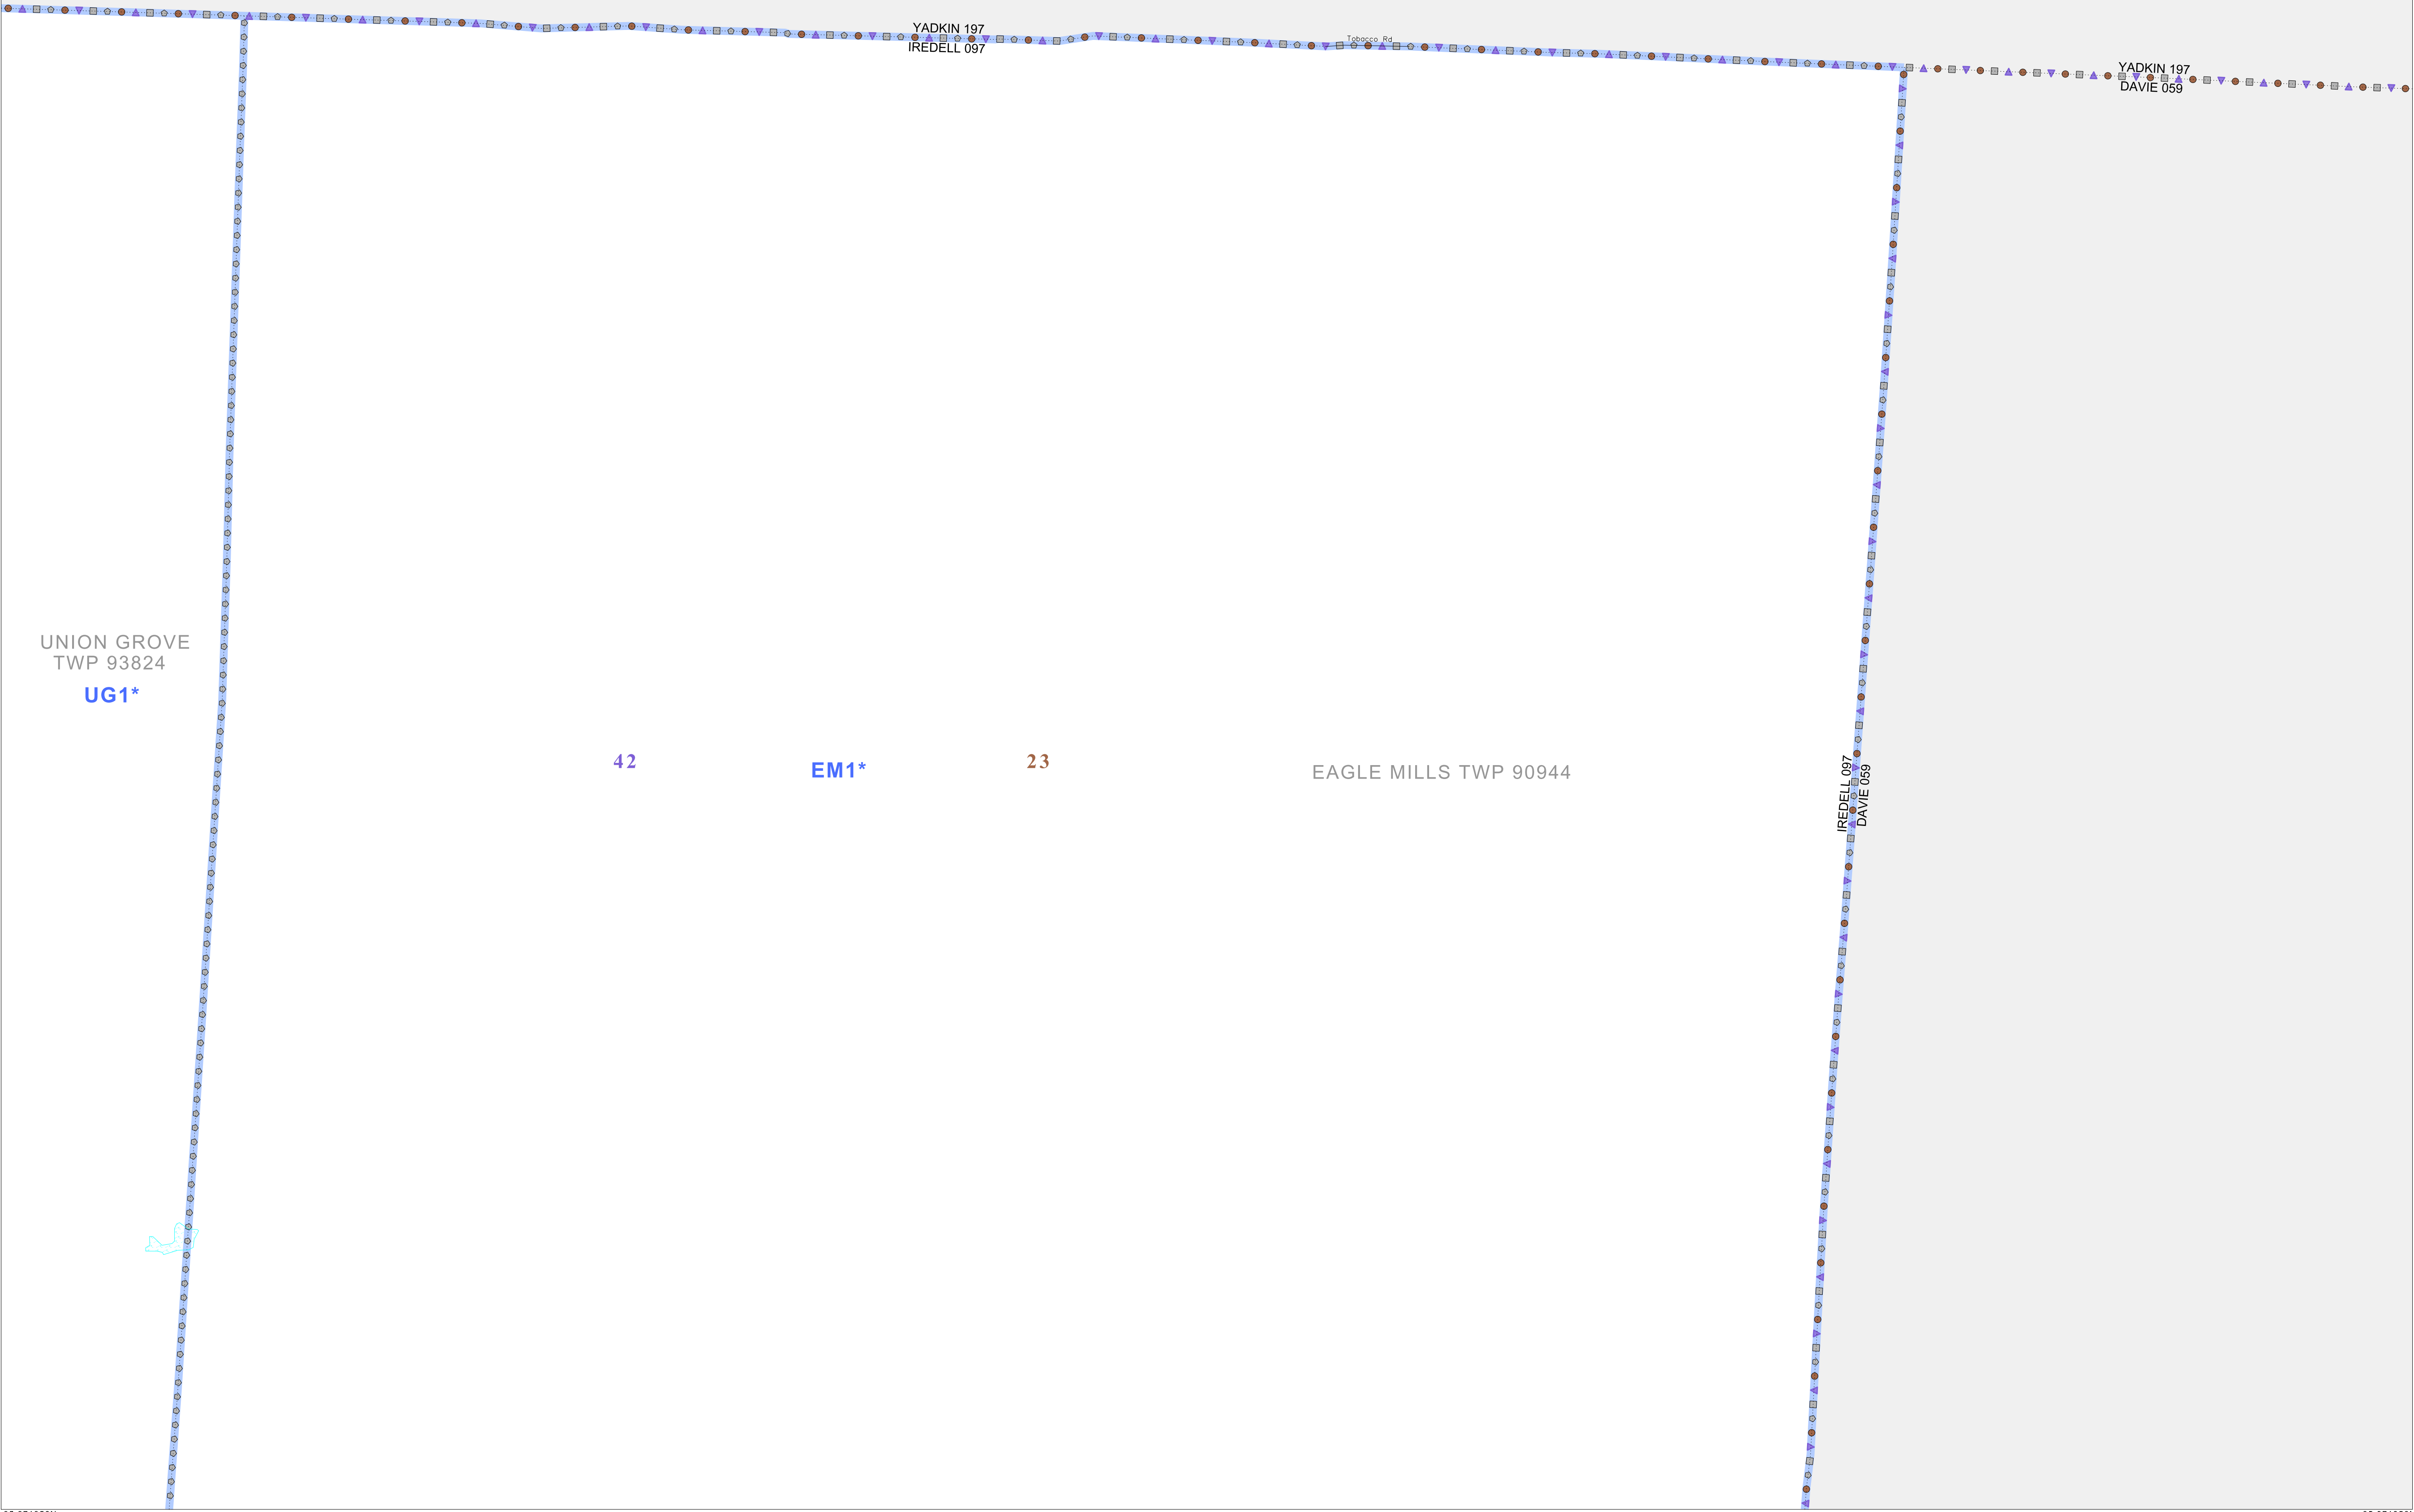 YADKIN 197
IREDELL 097
Tobacco Rd
YADKIN 197
DAVIE 059
UNION GROVE
TWP 93824
UG1*
42
EM1*
23
EAGLE MILLS TWP 90944
IREDELL 097
DAVIE 059